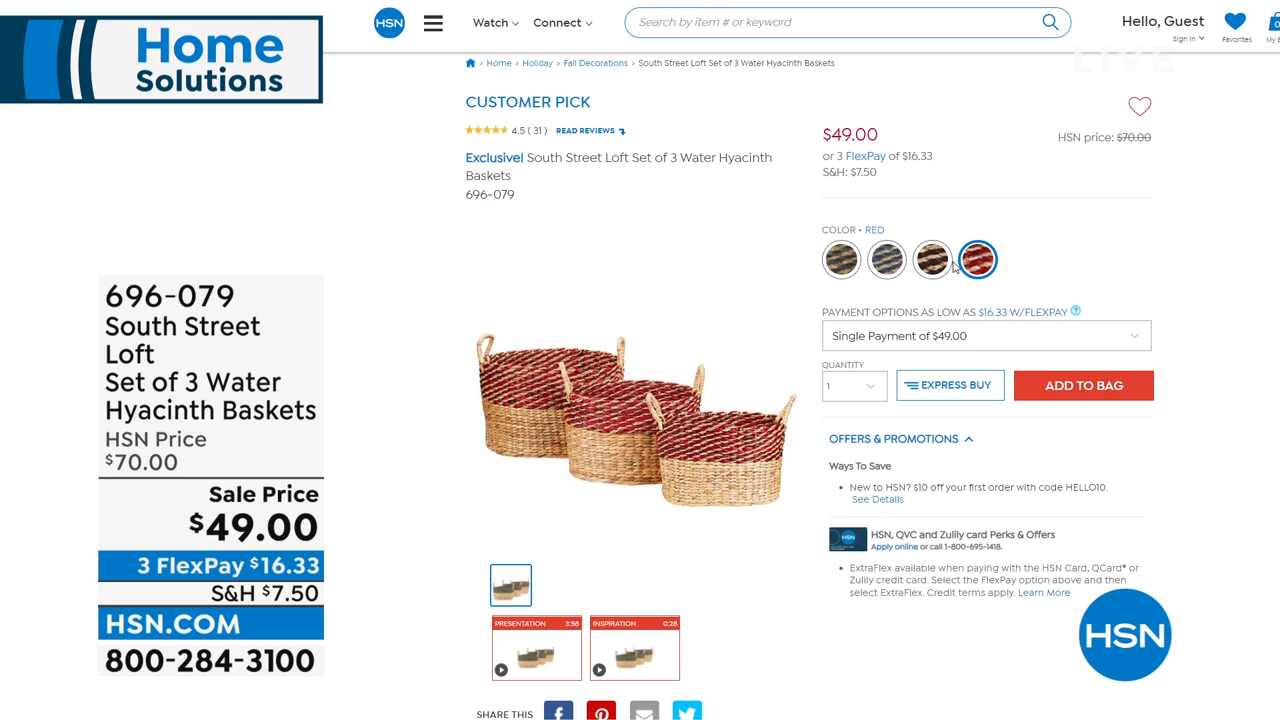 Home
Solutions
696-079
South Street
Loft
Set of 3 Water
Hyacinth Baskets
HSN Price
$70.00
Sale Price
$49.00
3 FlexPay $16.33
S&H $7.50
HSN.COM
800-284-3100
HSN
Watch
Connect
Search by item # or keyword
Hello, Guest
Sign In
Favorites
0
LIVE
> Home > Holiday > Fall Decorations > South Street Loft Set of 3 Water Hyacinth Baskets
CUSTOMER PICK
4.5 ( 31 ) READ REVIEWS
Exclusive! South Street Loft Set of 3 Water Hyacinth
Baskets
696-079
$49.00
HSN price: $70.00
or 3 FlexPay of $16.33
S&H: $7.50
COLOR • RED
PAYMENT OPTIONS AS LOW AS $16.33 W/FLEXPAY ?
Single Payment of $49.00
QUANTITY
1
EXPRESS BUY
ADD TO BAG
OFFERS & PROMOTIONS
Ways To Save
• New to HSN? $10 off your first order with code HELLO10.
See Details
HSN
HSN, QVC and Zulily card Perks & Offers
Apply online or call 1-800-695-1418.
• ExtraFlex available when paying with the HSN Card, QCard® or
Zulily credit card. Select the FlexPay option above and then
select ExtraFlex. Credit terms apply. Learn More
PRESENTATION 3:58
INSPIRATION 0:28
SHARE THIS
HSN